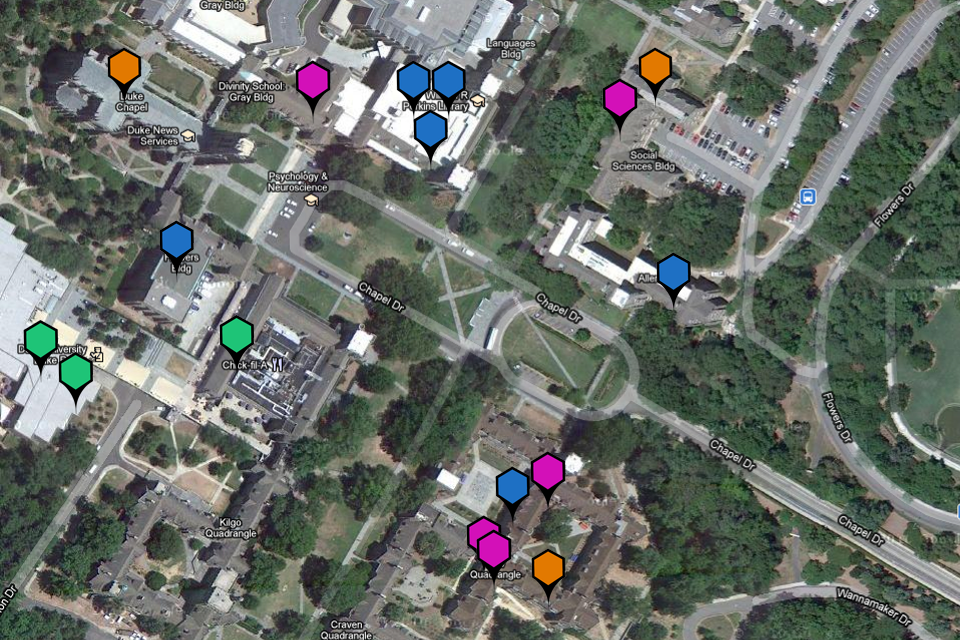 Gray Bldg
Languages
Bldg
Duke
Chapel
Divinity School
Gray Bldg
Perkins Library
Duke News
Services
Social
Sciences Bldg
Psychology &
Neuroscience
Flowers Dr
Bldg
Chapel Dr
Chapel Dr
Chick-fil-A
Flowers Dr
Chapel Dr
Kilgo
Quadrangle
Chapel Dr
Quadrangle
Wannamaker Dr
Craven
Quadrangle